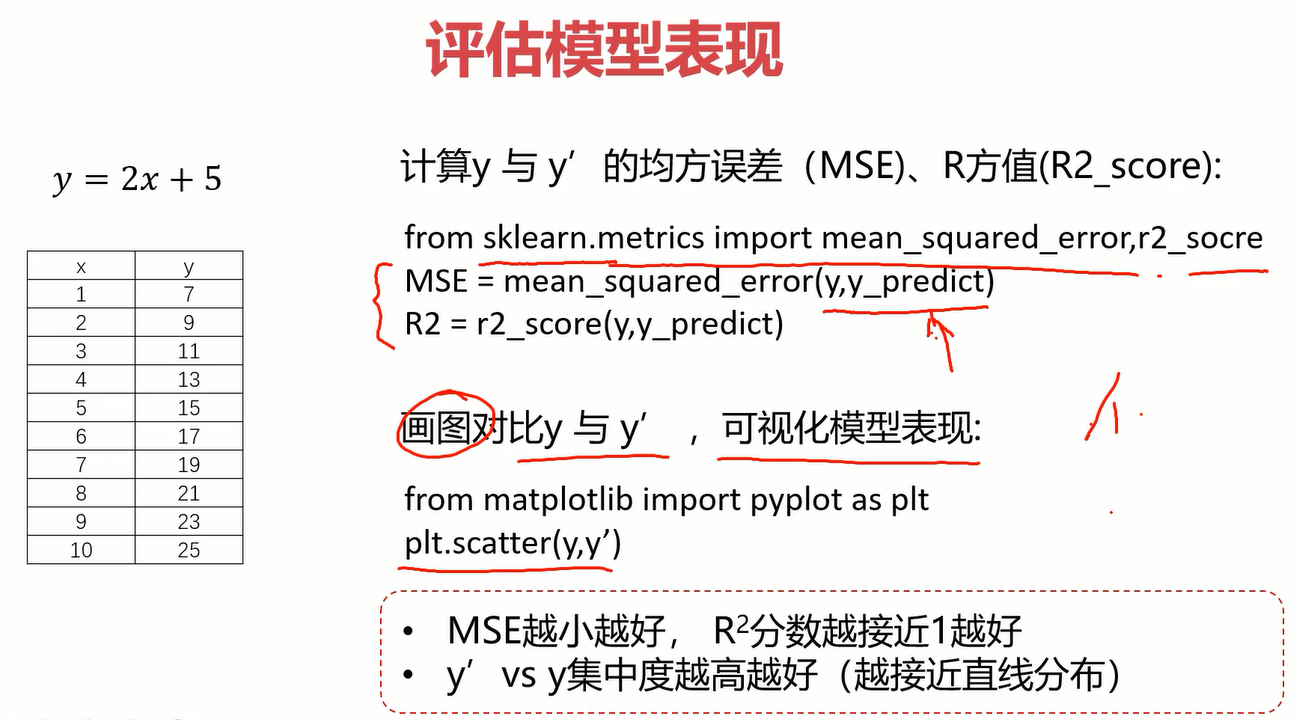 评估模型表现
y = 2x + 5
x y
1 7
2 9
3 11
4 13
5 15
6 17
7 19
8 21
9 23
10 25
计算y 与 y′ 的均方误差（MSE）、R方值(R2_score):
from sklearn.metrics import mean_squared_error,r2_socre
MSE = mean_squared_error(y,y_predict)
R2 = r2_score(y,y_predict)
画图对比y 与 y′ ，可视化模型表现:
from matplotlib import pyplot as plt
plt.scatter(y,y’)
• MSE越小越好， R²分数越接近1越好
• y′ vs y集中度越高越好（越接近直线分布）